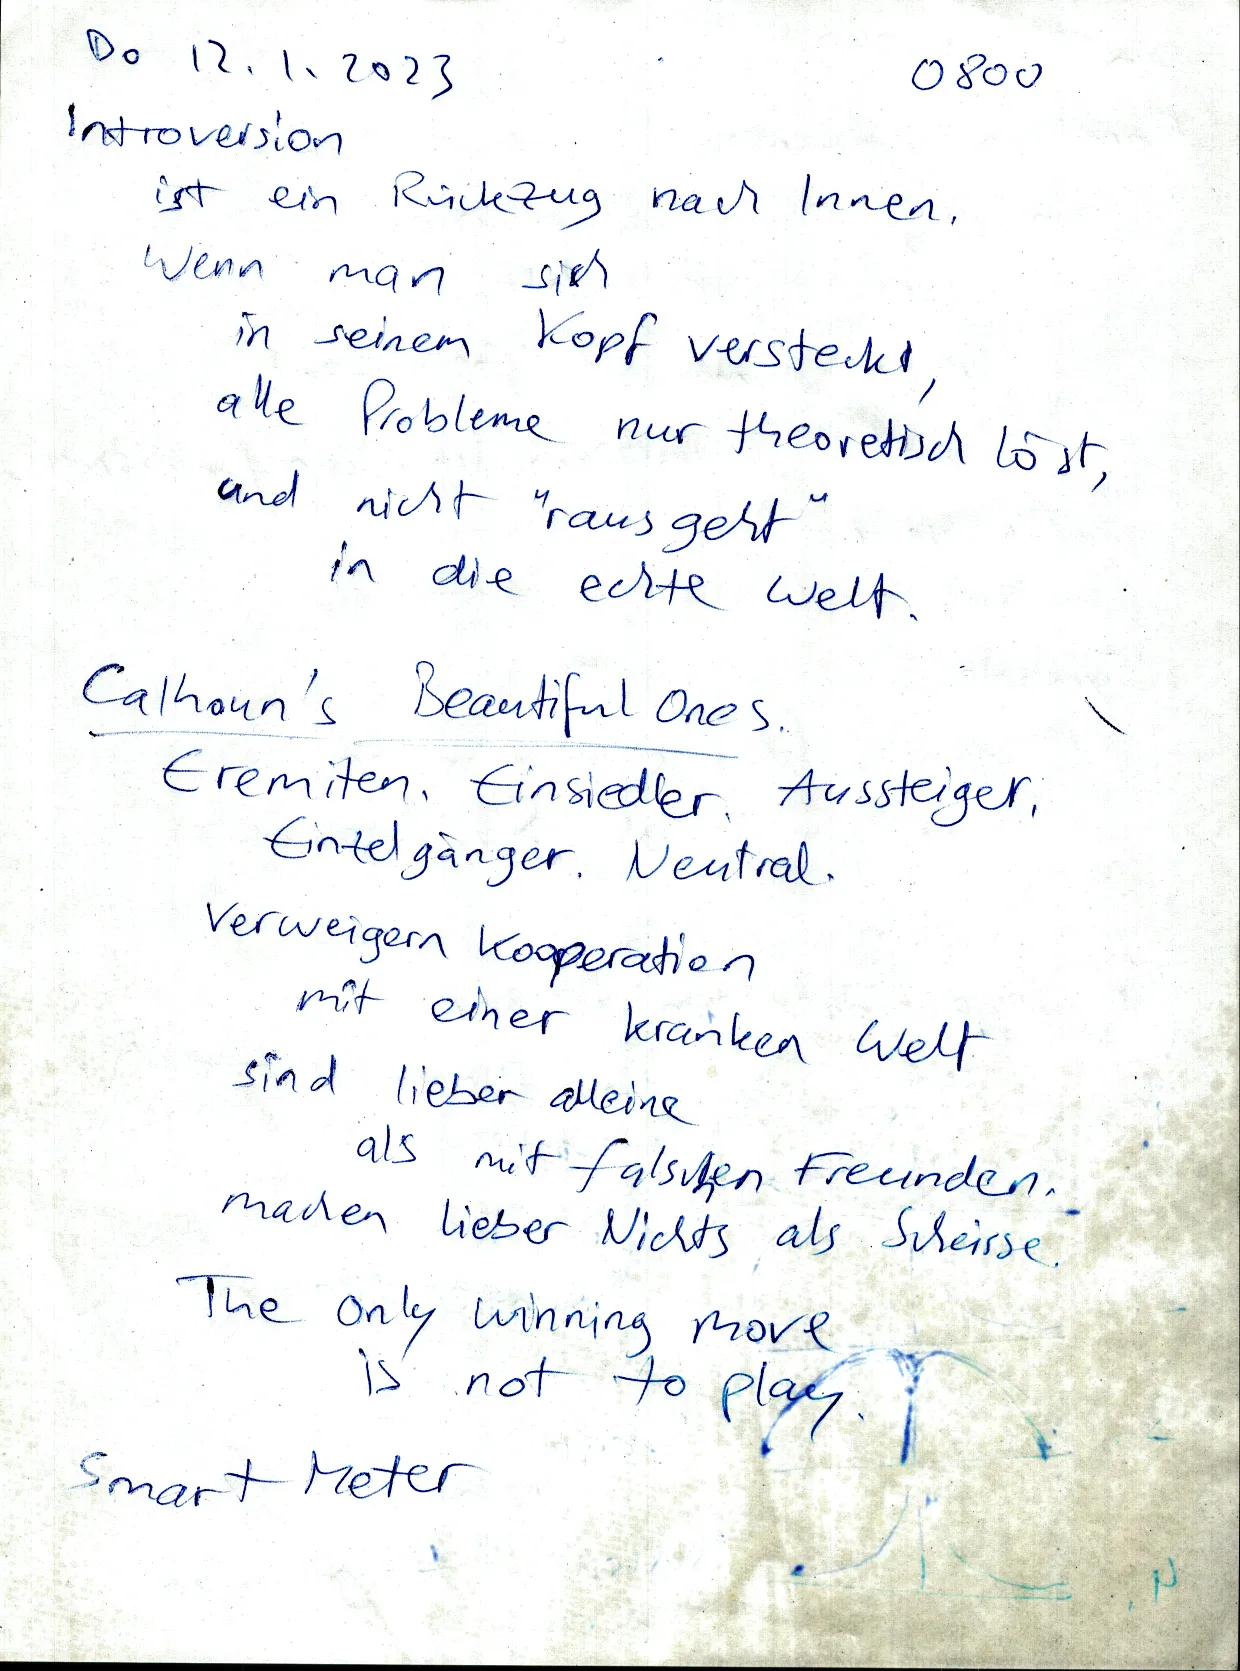 Do 12.1.2023 0800
Introversion
ist ein Rückzug nach Innen.
Wenn man sich
in seinem Kopf versteckt,
alle Probleme nur theoretisch löst,
und nicht "rausgeht"
in die echte Welt.
Calhoun's Beautiful Ones.
Eremiten. Einsiedler. Aussteiger.
Einzelgänger. Neutral.
Verweigern Kooperation
mit einer kranken Welt
sind lieber alleine
als mit falschen Freunden.
machen lieber Nichts als Scheisse.
The only winning move
is not to play.
Smart Meter